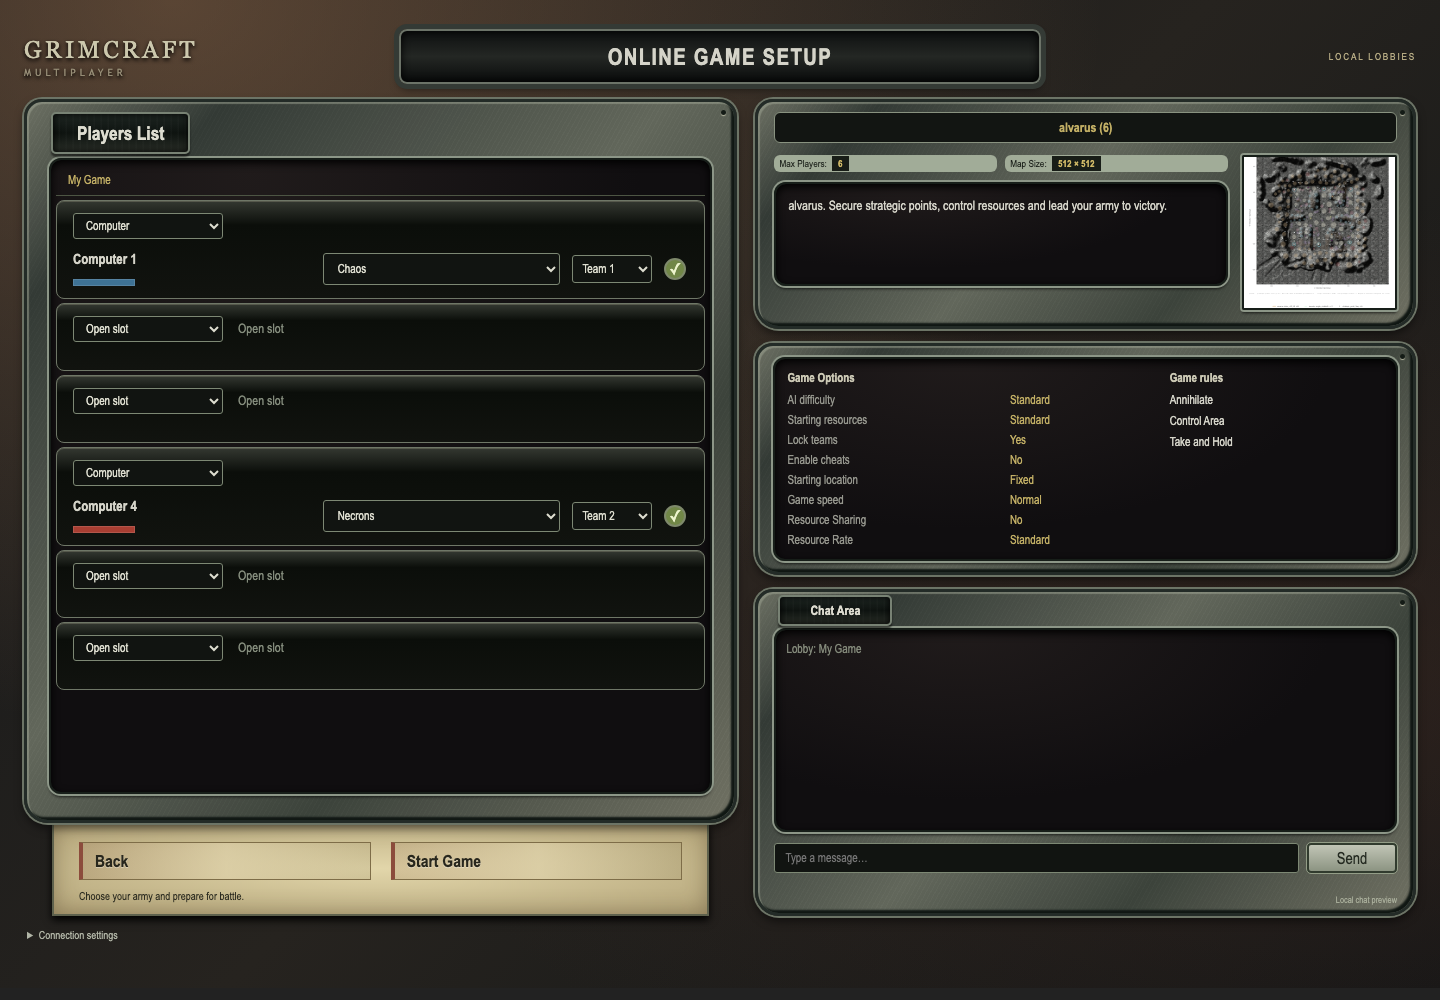 GRIMCRAFT
MULTIPLAYER
ONLINE GAME SETUP
LOCAL LOBBIES
Players List
My Game
Computer
Computer 1
Chaos
Team 1
Open slot
Open slot
Open slot
Open slot
Computer
Computer 4
Necrons
Team 2
Open slot
Open slot
Open slot
Open slot
Back
Start Game
Choose your army and prepare for battle.
Connection settings
alvarus (6)
Max Players: 6
Map Size: 512 × 512
alvarus. Secure strategic points, control resources and lead your army to victory.
Game Options
AI difficulty Standard
Starting resources Standard
Lock teams Yes
Enable cheats No
Starting location Fixed
Game speed Normal
Resource Sharing No
Resource Rate Standard
Game rules
Annihilate
Control Area
Take and Hold
Chat Area
Lobby: My Game
Type a message...
Send
Local chat preview